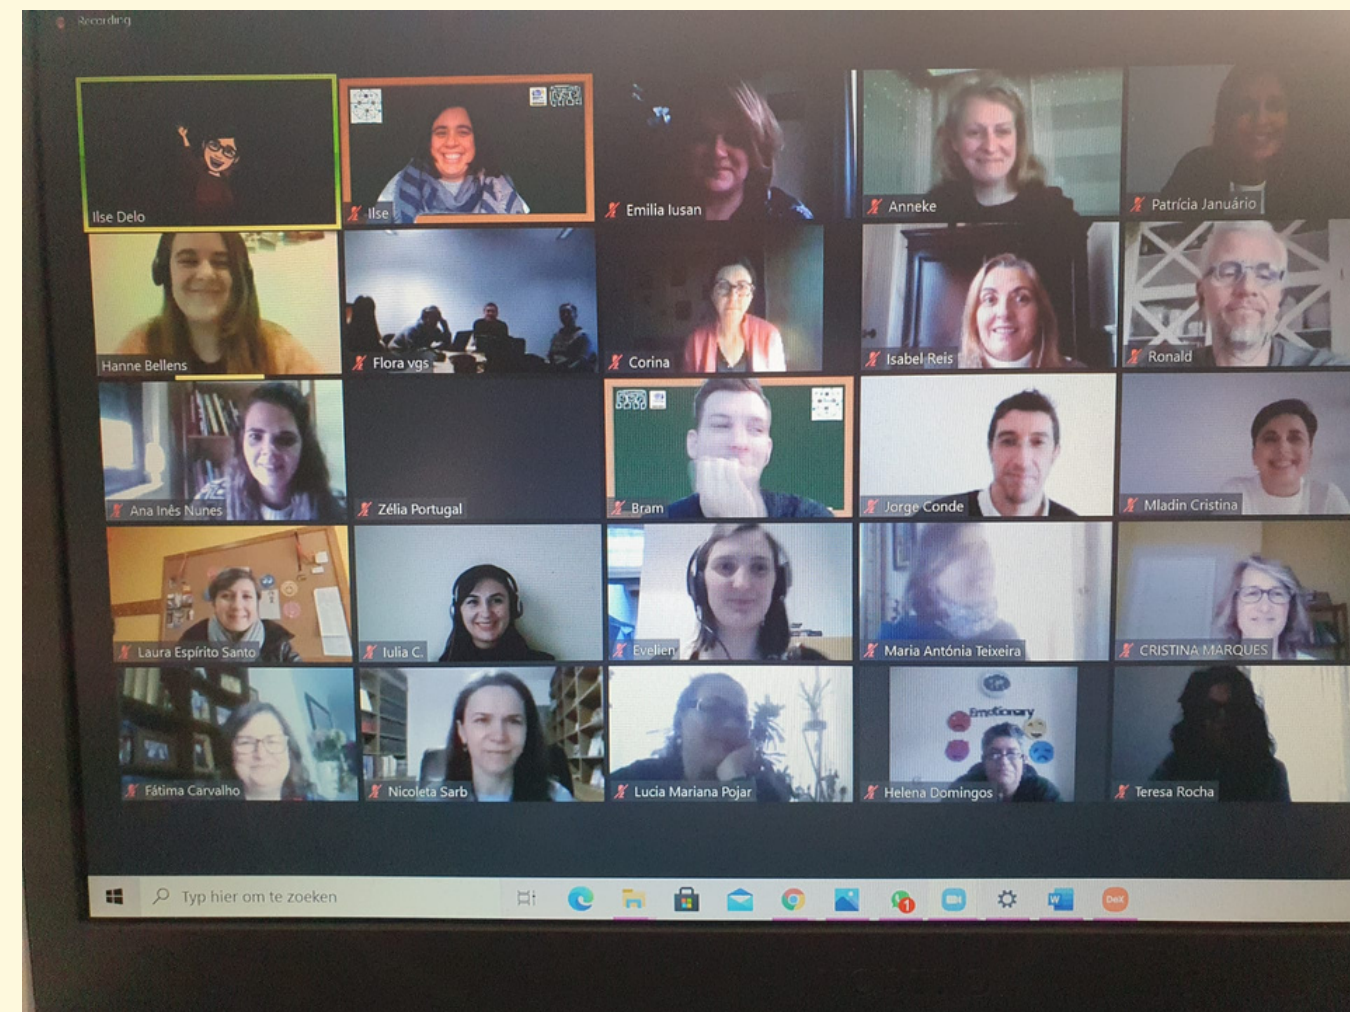 Recording
Ilse Delo
Ilse
Emilia Iusan
Anneke
Patrícia Januário
Hanne Bellens
Flora vgs
Corina
Isabel Reis
Ronald
Ana Inês Nunes
Zélia Portugal
Bram
Jorge Conde
Mladin Cristina
Laura Espírito Santo
Iulia C.
Evelien
Maria Antónia Teixeira
CRISTINA MARQUES
Emotionary
Fátima Carvalho
Nicoleta Sarb
Lucia Mariana Pojar
Helena Domingos
Teresa Rocha
Typ hier om te zoeken
1
W
DeX